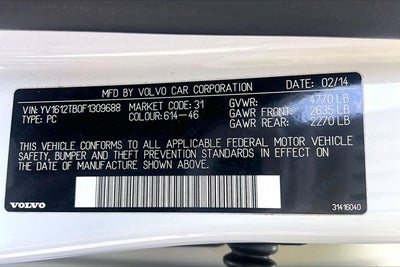 MFD BY VOLVO CAR CORPORATION DATE: 02/14
VIN: YV1612TB0F1309688 MARKET CODE: 31 GVWR: 4770 LB
TYPE: PC COLOUR: 614-46 GAWR FRONT: 2635 LB
GAWR REAR: 2270 LB
THIS VEHICLE CONFORMS TO ALL APPLICABLE FEDERAL MOTOR VEHICLE
SAFETY, BUMPER AND THEFT PREVENTION STANDARDS IN EFFECT ON
THE DATE OF MANUFACTURE SHOWN ABOVE.
VOLVO 31416040